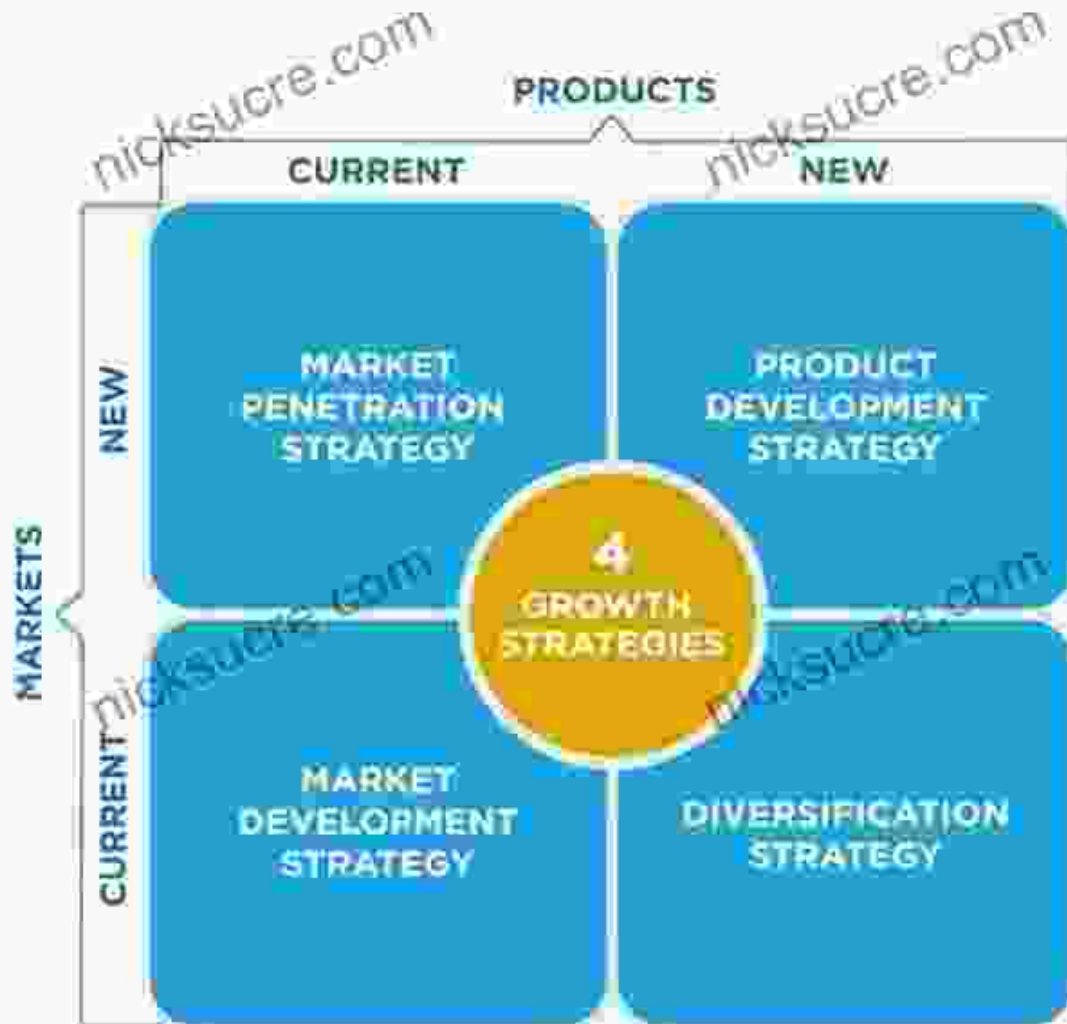 nicksucre.com
nicksucre.com
PRODUCTS
CURRENT
NEW
NEW
MARKET
PENETRATION
STRATEGY
PRODUCT
DEVELOPMENT
STRATEGY
4
GROWTH
STRATEGIES
MARKETS
nicksucre.com
nicksucre.com
CURRENT
MARKET
DEVELOPMENT
STRATEGY
DIVERSIFICATION
STRATEGY